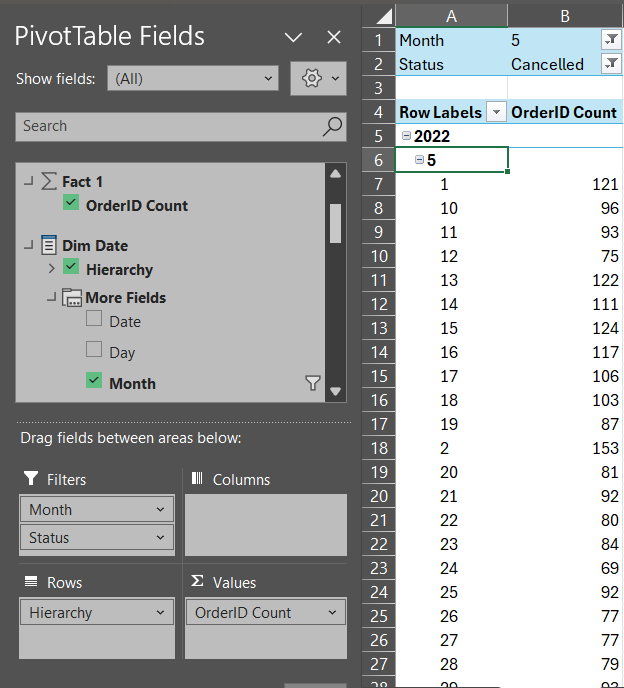 PivotTable Fields
Show fields: (All)
Search
Fact 1
OrderID Count
Dim Date
Hierarchy
More Fields
Date
Day
Month
Drag fields between areas below:
Filters
Columns
Month
Status
Rows
Values
Hierarchy
OrderID Count
A B
1 Month 5
2 Status Cancelled
3
4 Row Labels OrderID Count
5 2022
6 5
7 1 121
8 10 96
9 11 93
10 12 75
11 13 122
12 14 111
13 15 124
14 16 117
15 17 106
16 18 103
17 19 87
18 2 153
19 20 81
20 21 92
21 22 80
22 23 84
23 24 69
24 25 92
25 26 77
26 27 77
27 28 79
28 29 93